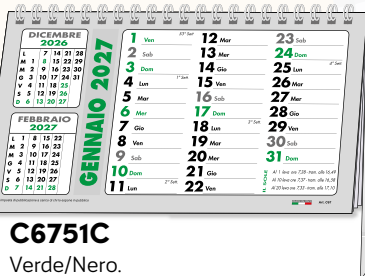 DICEMBRE
2026
L 7 14 21 28
M 1 8 15 22 29
M 2 9 16 23 30
G 3 10 17 24 31
V 4 11 18 25
S 5 12 19 26
D 6 13 20 27
FEBBRAIO
2027
L 1 8 15 22
M 2 9 16 23
M 3 10 17 24
G 4 11 18 25
V 5 12 19 26
S 6 13 20 27
D 7 14 21 28
GENNAIO 2027
1 Ven
2 Sab
3 Dom
4 Lun
5 Mar
6 Mer
7 Gio
8 Ven
9 Sab
10 Dom
11 Lun
12 Mar
13 Mer
14 Gio
15 Ven
16 Sab
17 Dom
18 Lun
19 Mar
20 Mer
21 Gio
22 Ven
23 Sab
24 Dom
25 Lun
26 Mar
27 Mer
28 Gio
29 Ven
30 Sab
31 Dom
IL SOLE
C6751C
Verde/Nero.